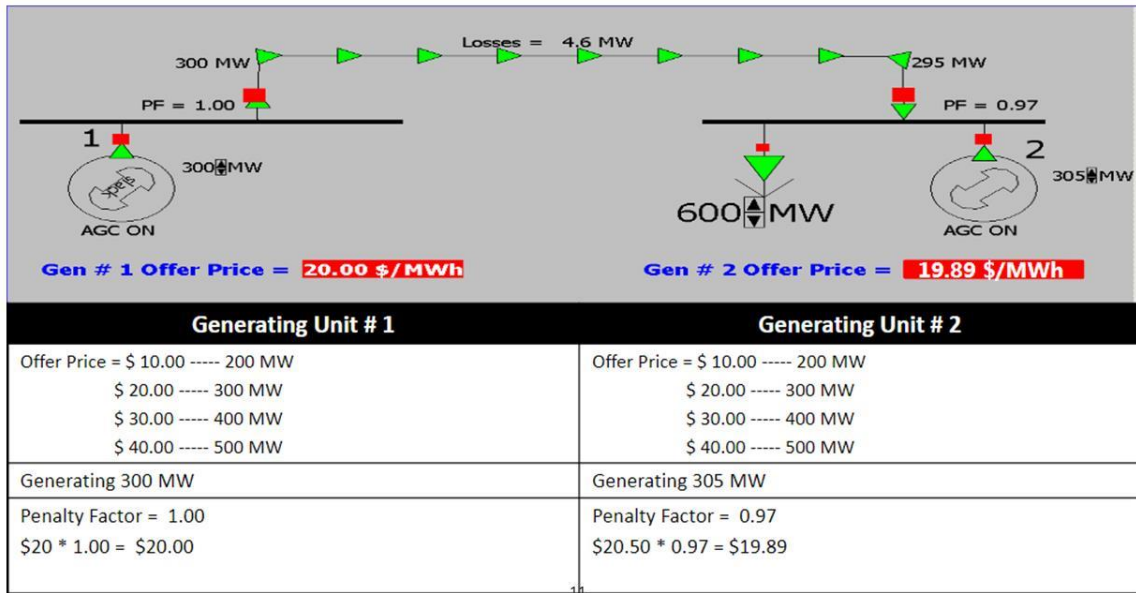 Losses = 4.6 MW
300 MW
295 MW
PF = 1.00
PF = 0.97
1
2
300 MW
305 MW
slack
600 MW
AGC ON
AGC ON
Gen # 1 Offer Price = 20.00 $/MWh
Gen # 2 Offer Price = 19.89 $/MWh
Generating Unit # 1
Generating Unit # 2
Offer Price = $ 10.00 ----- 200 MW
$ 20.00 ----- 300 MW
$ 30.00 ----- 400 MW
$ 40.00 ----- 500 MW
Offer Price = $ 10.00 ----- 200 MW
$ 20.00 ----- 300 MW
$ 30.00 ----- 400 MW
$ 40.00 ----- 500 MW
Generating 300 MW
Generating 305 MW
Penalty Factor = 1.00
$20 * 1.00 = $20.00
Penalty Factor = 0.97
$20.50 * 0.97 = $19.89